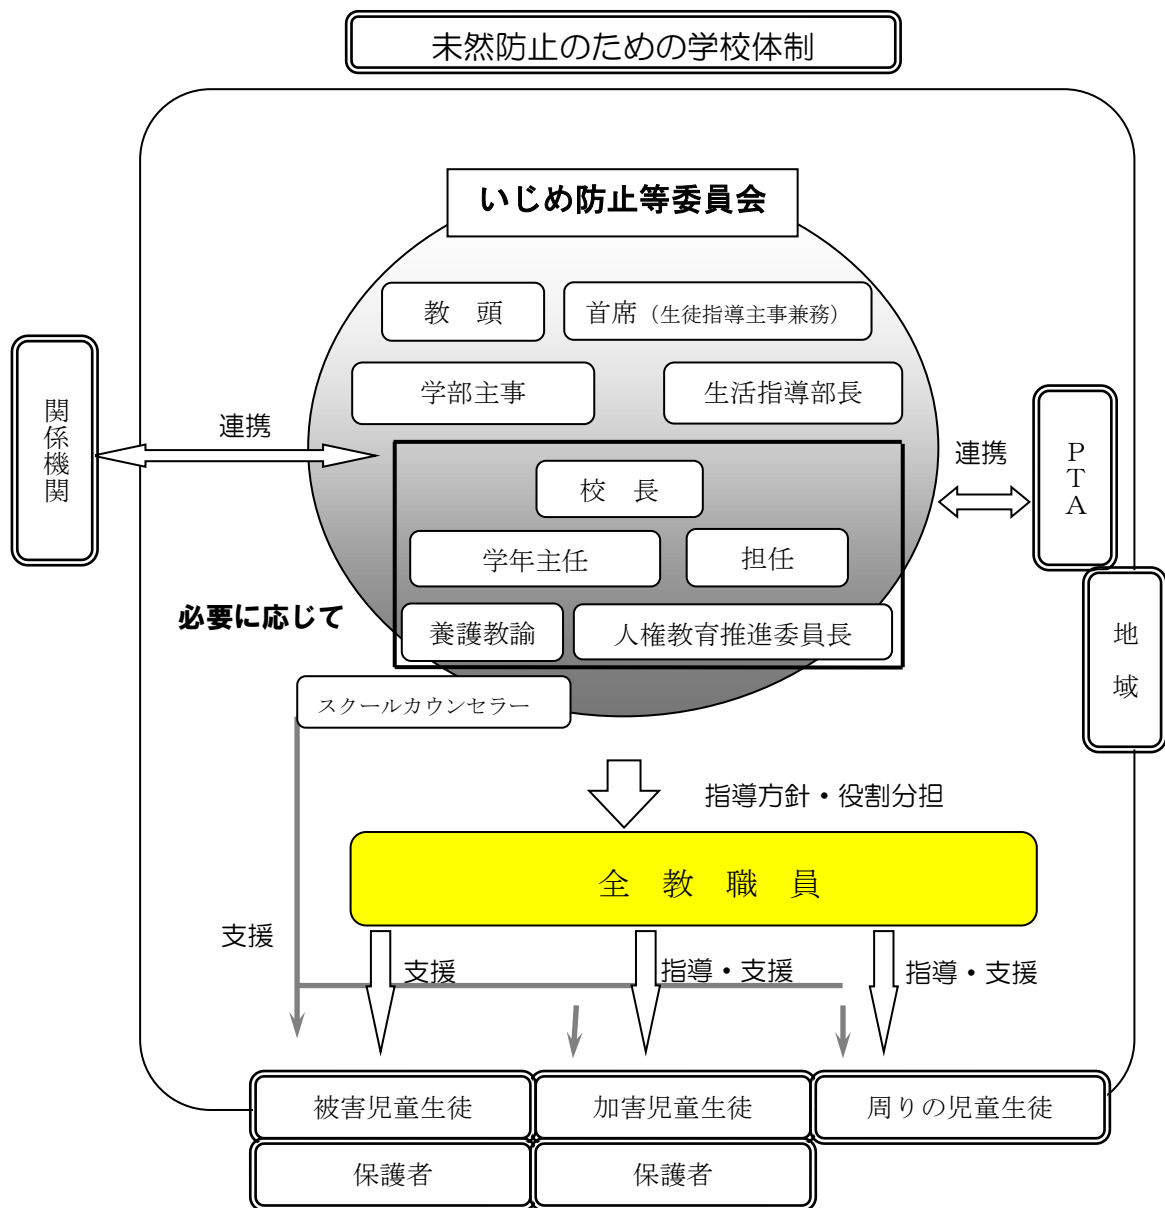 未然防止のための学校体制
いじめ防止等委員会
教　頭
首席（生徒指導主事兼務）
学部主事
生活指導部長
関係機関
連携
連携
PTA
校　長
学年主任
担任
必要に応じて
養護教諭
人権教育推進委員長
地域
スクールカウンセラー
指導方針・役割分担
全　教　職　員
支援
支援
指導・支援
指導・支援
被害児童生徒
加害児童生徒
周りの児童生徒
保護者
保護者